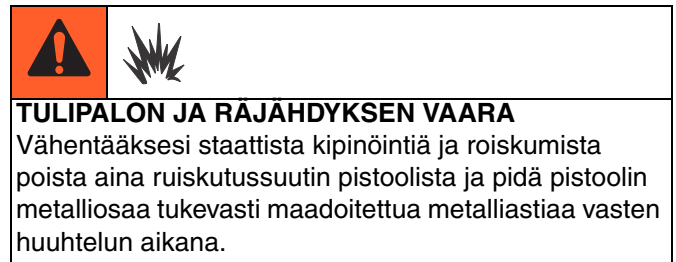 TULIPALON JA RÄJÄHDYKSEN VAARA
Vähentääksesi staattista kipinöintiä ja roiskumista
poista aina ruiskutussuutin pistoolista ja pidä pistoolin
metalliosaa tukevasti maadoitettua metalliastiaa vasten
huuhtelun aikana.